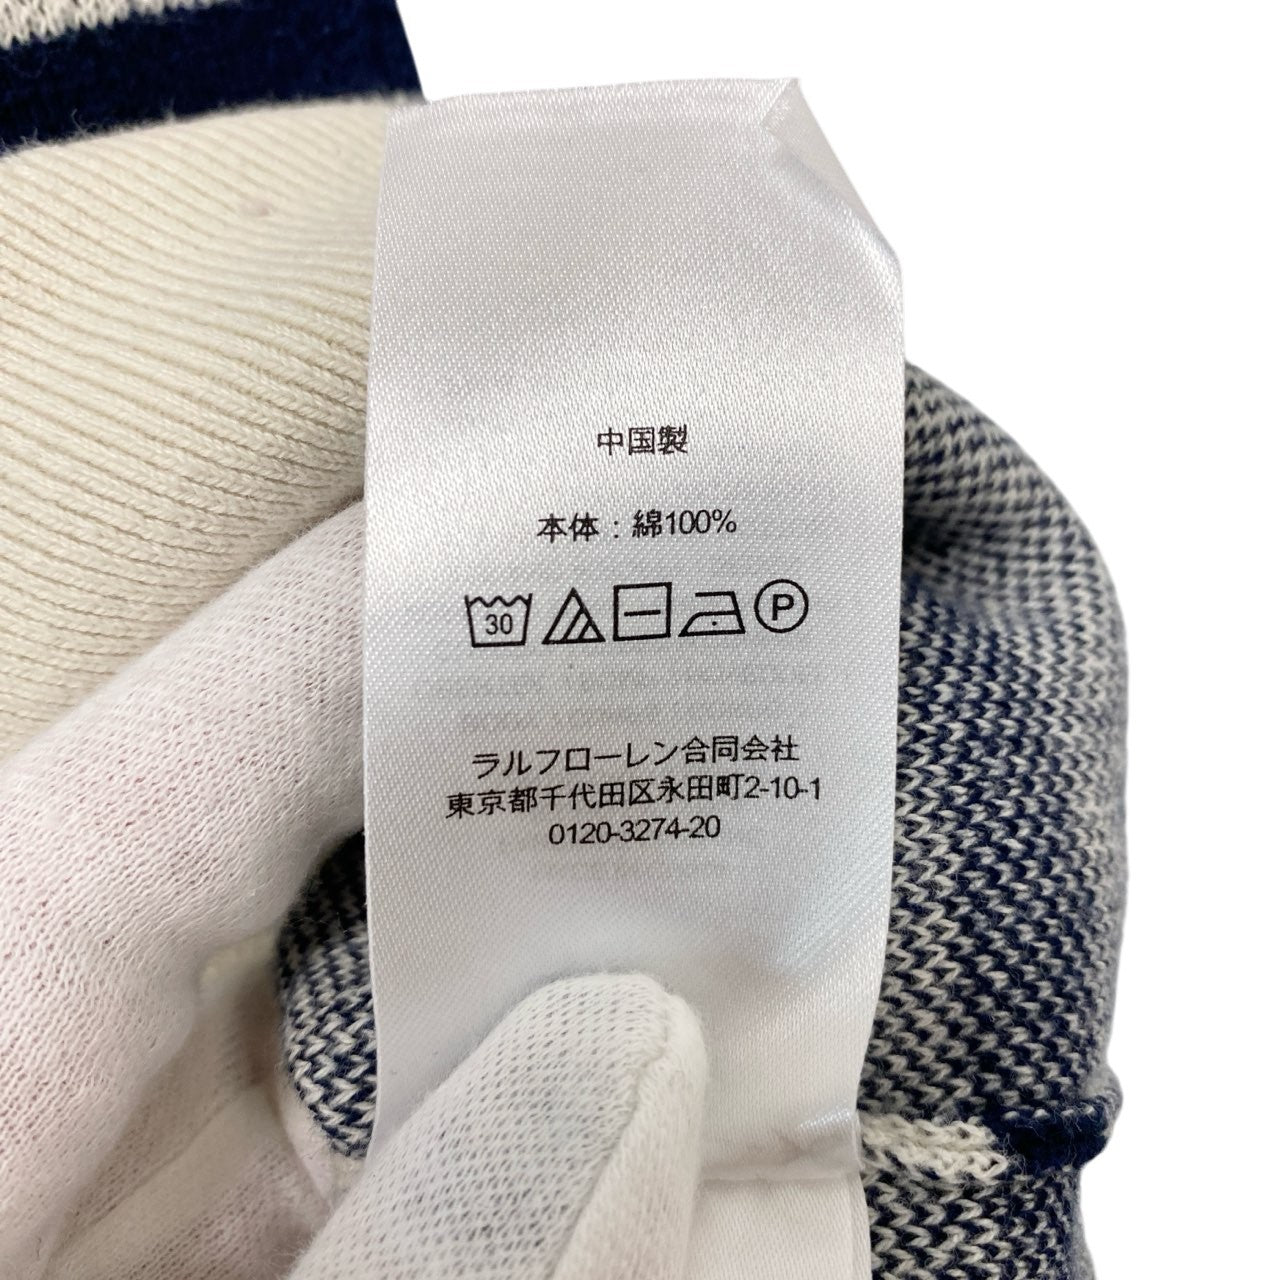 中国製
本体：綿100%
30
P
ラルフローレン合同会社
東京都千代田区永田町2-10-1
0120-3274-20